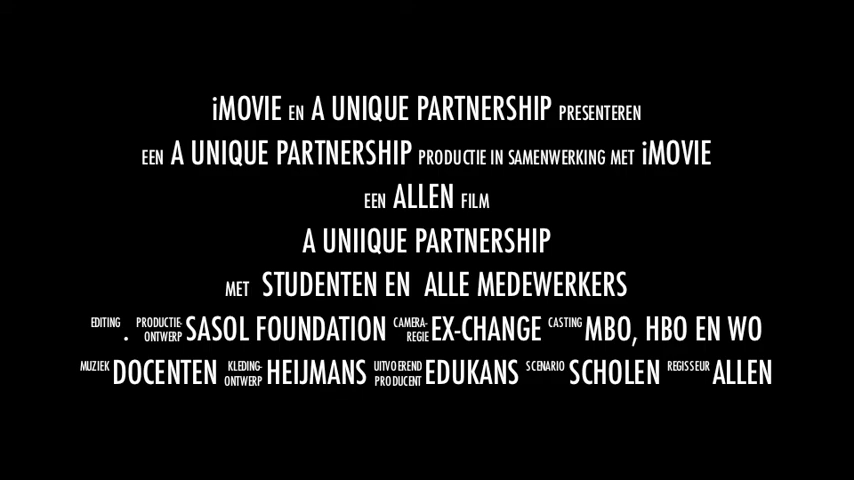 iMOVIE EN A UNIQUE PARTNERSHIP PRESENTEREN
EEN A UNIQUE PARTNERSHIP PRODUCTIE IN SAMENWERKING MET iMOVIE
EEN ALLEN FILM
A UNIIQUE PARTNERSHIP
MET STUDENTEN EN ALLE MEDEWERKERS
EDITING . PRODUCTIE-ONTWERP SASOL FOUNDATION CAMERA-REGIE EX-CHANGE CASTING MBO, HBO EN WO
MUZIEK DOCENTEN KLEDING-ONTWERP HEIJMANS UITVOEREND PRODUCENT EDUKANS SCENARIO SCHOLEN REGISSEUR ALLEN